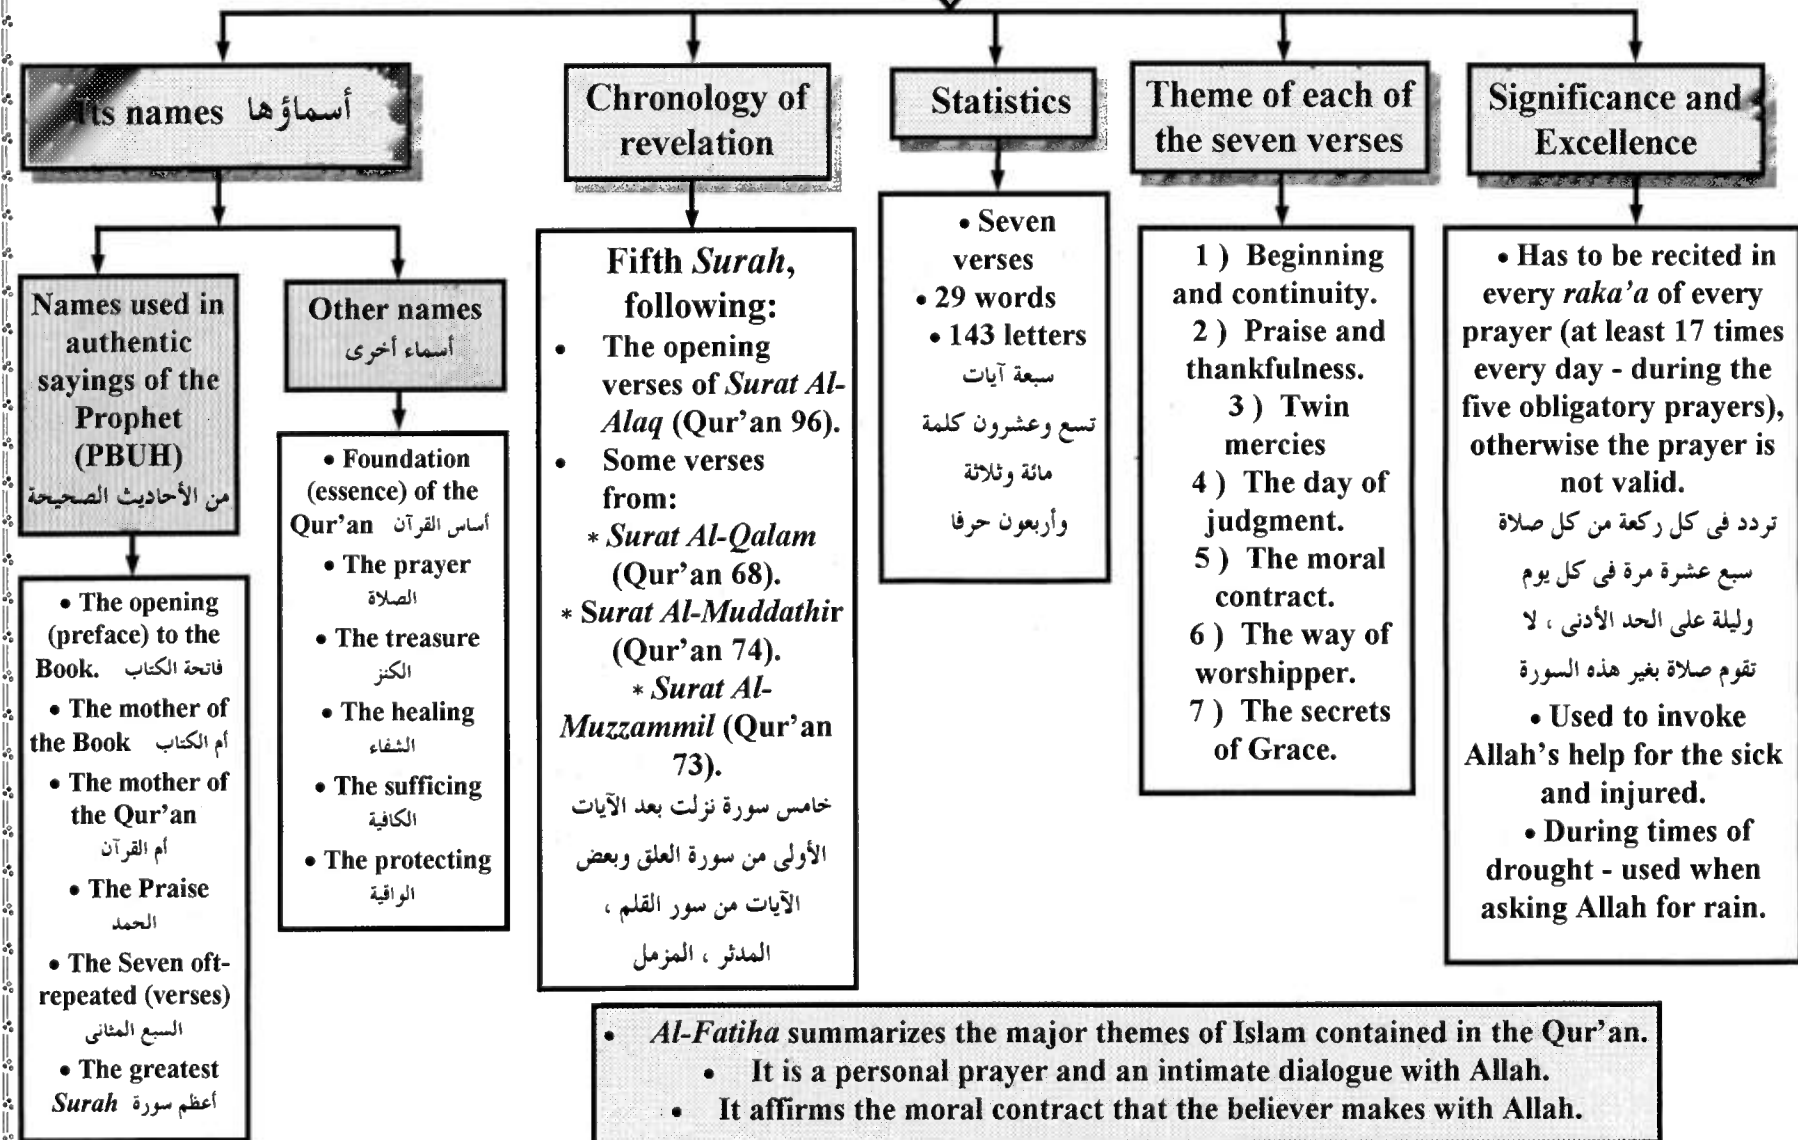 Its names أسماؤها
Names used in
authentic
sayings of the
Prophet
(PBUH)
من الأحاديث الصحيحة
• The opening
(preface) to the
Book. فاتحة الكتاب
• The mother of
the Book أم الكتاب
• The mother of
the Qur'an
أم القرآن
• The Praise
الحمد
• The Seven oft-
repeated (verses)
السبع المثانى
• The greatest
Surah أعظم سورة
Other names
أسماء أخرى
• Foundation
(essence) of the
Qur'an أساس القرآن
• The prayer
الصلاة
• The treasure
الكنز
• The healing
الشفاء
• The sufficing
الكافية
• The protecting
الواقية
Chronology of
revelation
Fifth Surah,
following:
• The opening
verses of Surat Al-
Alaq (Qur'an 96).
• Some verses
from:
* Surat Al-Qalam
(Qur'an 68).
* Surat Al-Muddathir
(Qur'an 74).
* Surat Al-
Muzzammil (Qur'an
73).
خامس سورة نزلت بعد الآيات
الأولى من سورة العلق وبعض
الآيات من سور القلم ،
المدثر ، المزمل
Statistics
• Seven
verses
• 29 words
• 143 letters
سبعة آيات
تسع وعشرون كلمة
مائة وثلاثة
وأربعون حرفا
Theme of each of
the seven verses
1 ) Beginning
and continuity.
2 ) Praise and
thankfulness.
3 ) Twin
mercies
4 ) The day of
judgment.
5 ) The moral
contract.
6 ) The way of
worshipper.
7 ) The secrets
of Grace.
Significance and
Excellence
• Has to be recited in
every raka'a of every
prayer (at least 17 times
every day - during the
five obligatory prayers),
otherwise the prayer is
not valid.
تردد فى كل ركعة من كل صلاة
سبع عشرة مرة فى كل يوم
وليلة على الحد الأدنى ، لا
تقوم صلاة بغير هذه السورة
• Used to invoke
Allah's help for the sick
and injured.
• During times of
drought - used when
asking Allah for rain.
• Al-Fatiha summarizes the major themes of Islam contained in the Qur'an.
• It is a personal prayer and an intimate dialogue with Allah.
• It affirms the moral contract that the believer makes with Allah.